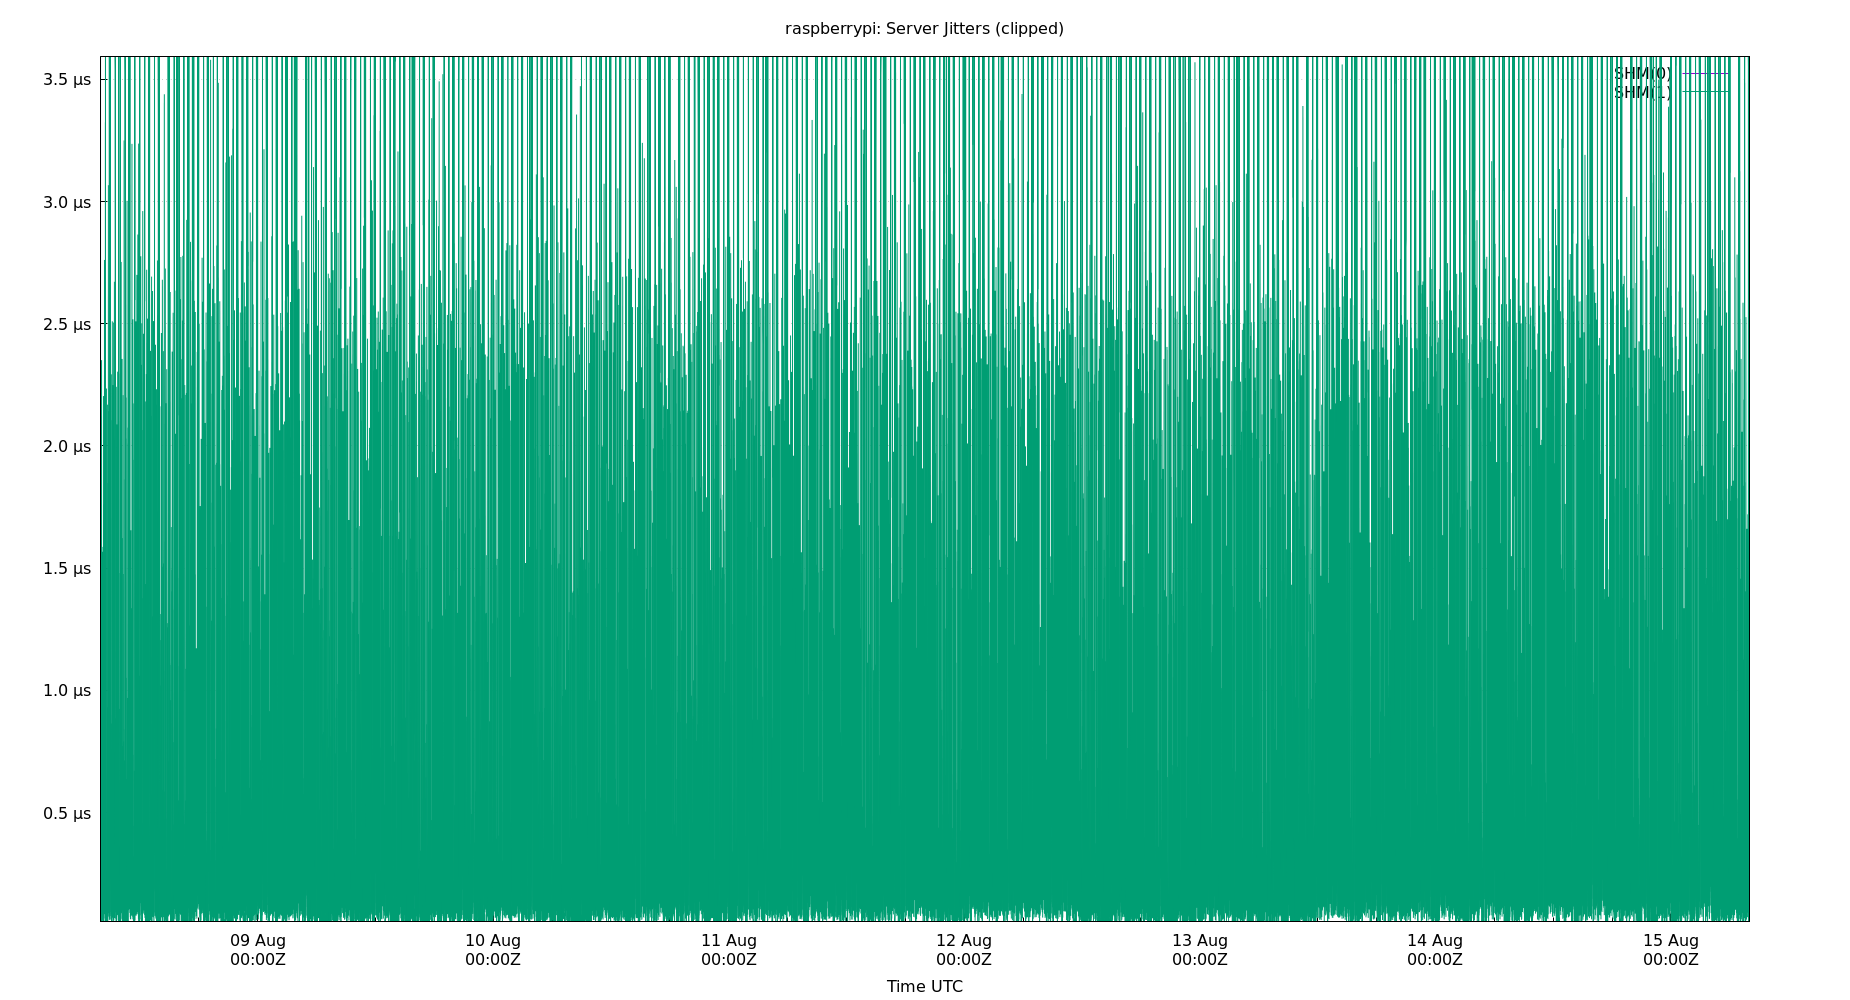 raspberrypi: Server Jitters (clipped)
3.5 µs
SHM(0)
SHM(1)
3.0 µs
2.5 µs
2.0 µs
1.5 µs
1.0 µs
0.5 µs
09 Aug 10 Aug 11 Aug 12 Aug 13 Aug 14 Aug 15 Aug
00:00Z 00:00Z 00:00Z 00:00Z 00:00Z 00:00Z 00:00Z
Time UTC